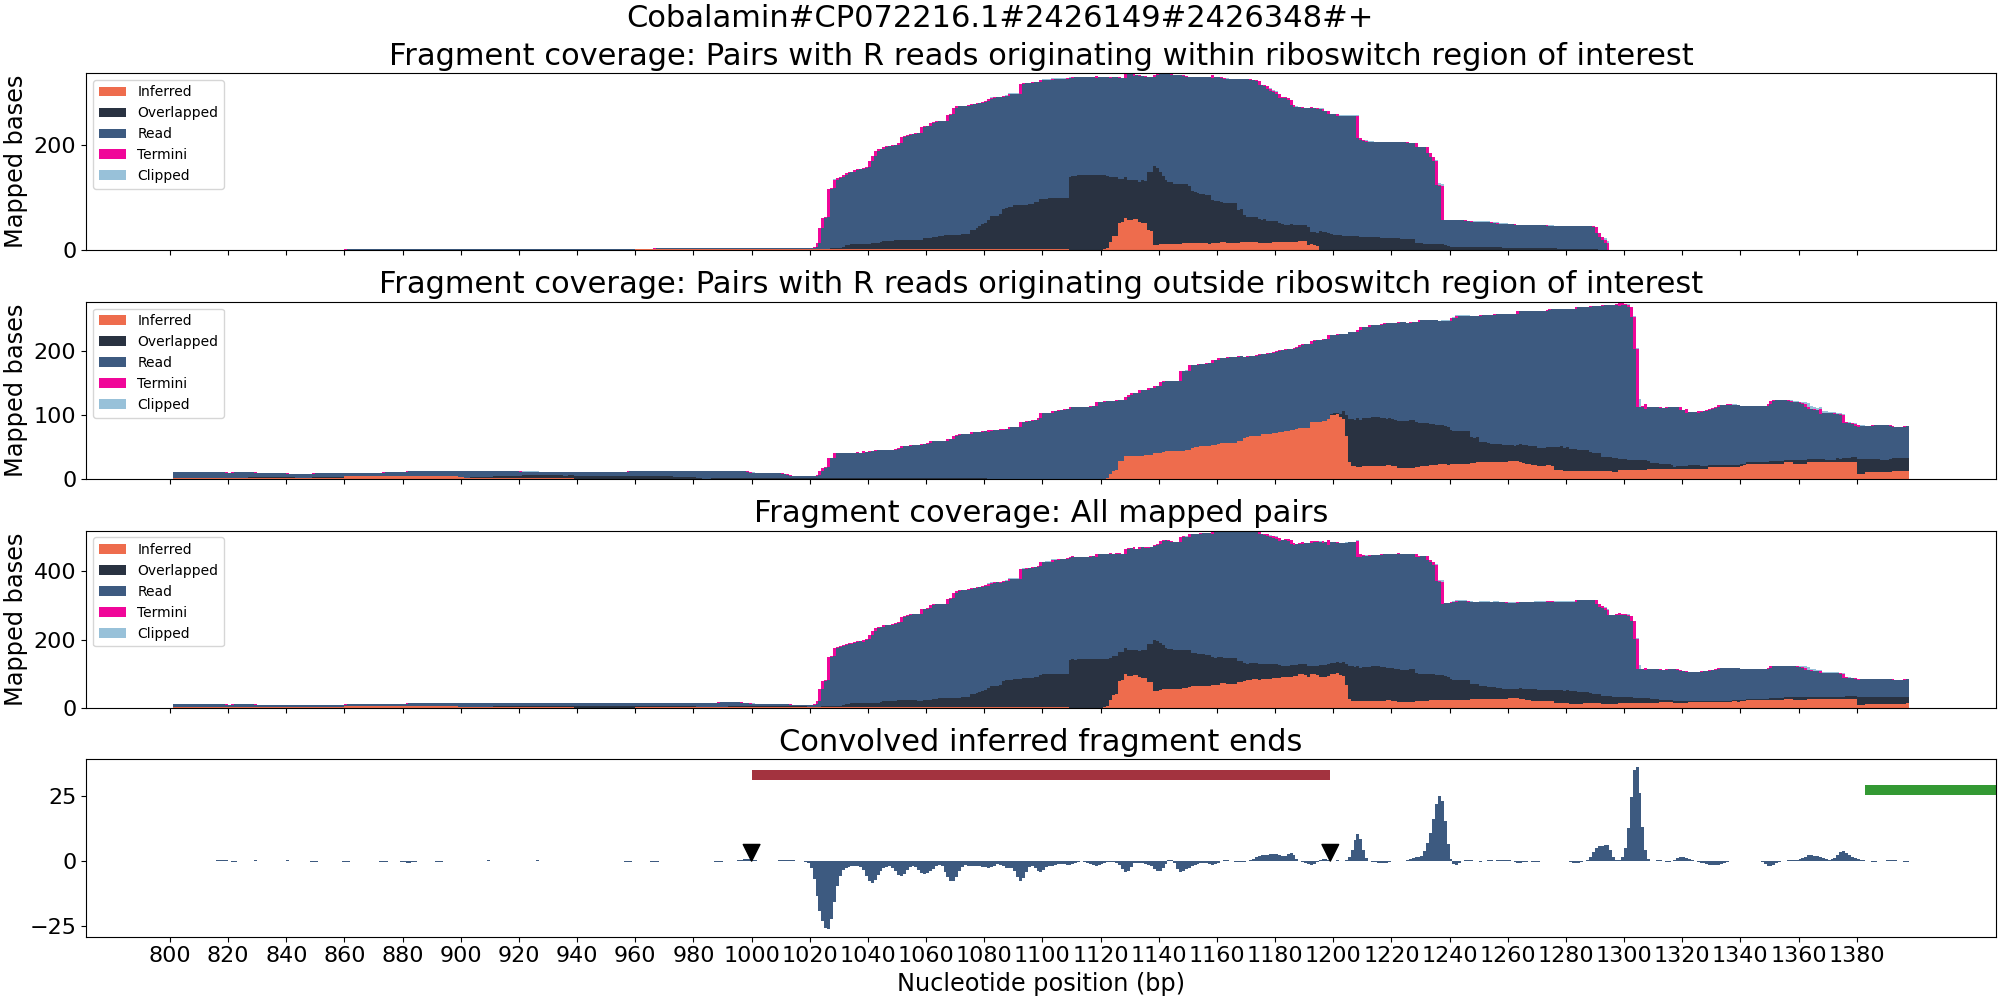 Cobalamin#CP072216.1#2426149#2426348#+
Fragment coverage: Pairs with R reads originating within riboswitch region of interest
Mapped bases
200
0
Inferred
Overlapped
Read
Termini
Clipped
Fragment coverage: Pairs with R reads originating outside riboswitch region of interest
Mapped bases
200
100
0
Inferred
Overlapped
Read
Termini
Clipped
Fragment coverage: All mapped pairs
Mapped bases
400
200
0
Inferred
Overlapped
Read
Termini
Clipped
Convolved inferred fragment ends
25
0
−25
800 820 840 860 880 900 920 940 960 980 1000 1020 1040 1060 1080 1100 1120 1140 1160 1180 1200 1220 1240 1260 1280 1300 1320 1340 1360 1380
Nucleotide position (bp)